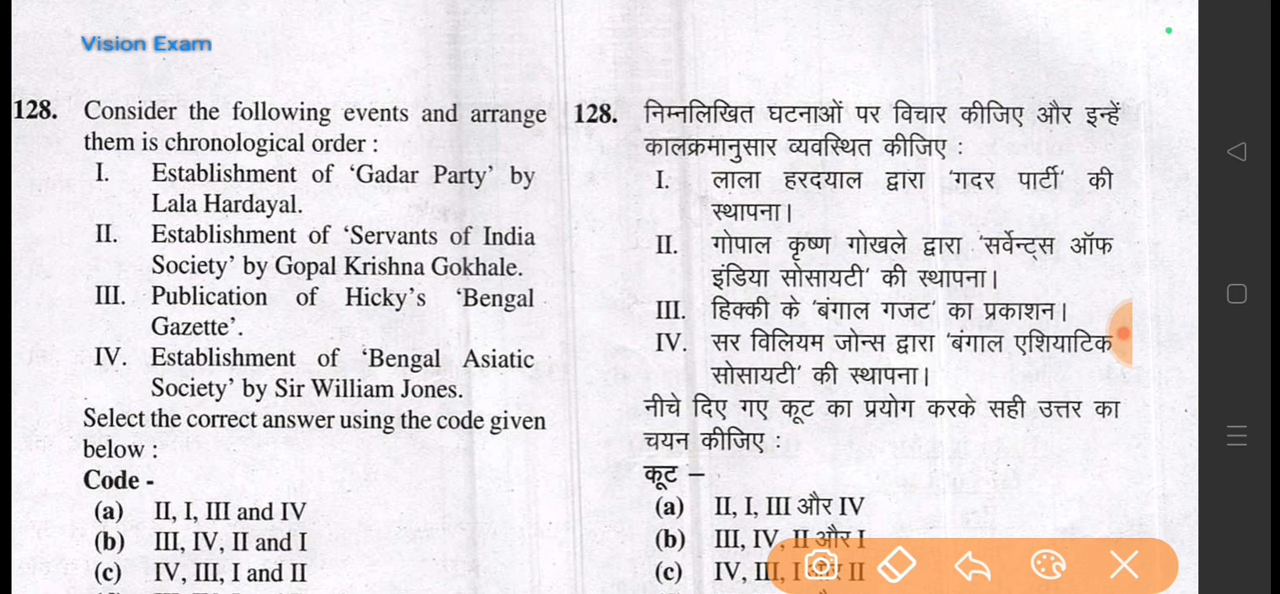 Vision Exam
128. Consider the following events and arrange
them is chronological order :
I. Establishment of ‘Gadar Party’ by
Lala Hardayal.
II. Establishment of ‘Servants of India
Society’ by Gopal Krishna Gokhale.
III. Publication of Hicky’s ‘Bengal
Gazette’.
IV. Establishment of ‘Bengal Asiatic
Society’ by Sir William Jones.
Select the correct answer using the code given
below :
Code -
(a) II, I, III and IV
(b) III, IV, II and I
(c) IV, III, I and II
128. निम्नलिखित घटनाओं पर विचार कीजिए और इन्हें
कालक्रमानुसार व्यवस्थित कीजिए :
I. लाला हरदयाल द्वारा ‘गदर पार्टी’ की
स्थापना।
II. गोपाल कृष्ण गोखले द्वारा ‘सर्वेन्ट्स ऑफ
इंडिया सोसायटी’ की स्थापना।
III. हिक्की के ‘बंगाल गजट’ का प्रकाशन।
IV. सर विलियम जोन्स द्वारा ‘बंगाल एशियाटिक
सोसायटी’ की स्थापना।
नीचे दिए गए कूट का प्रयोग करके सही उत्तर का
चयन कीजिए :
कूट –
(a) II, I, III और IV
(b) III, IV, II और I
(c) IV, III, I और II